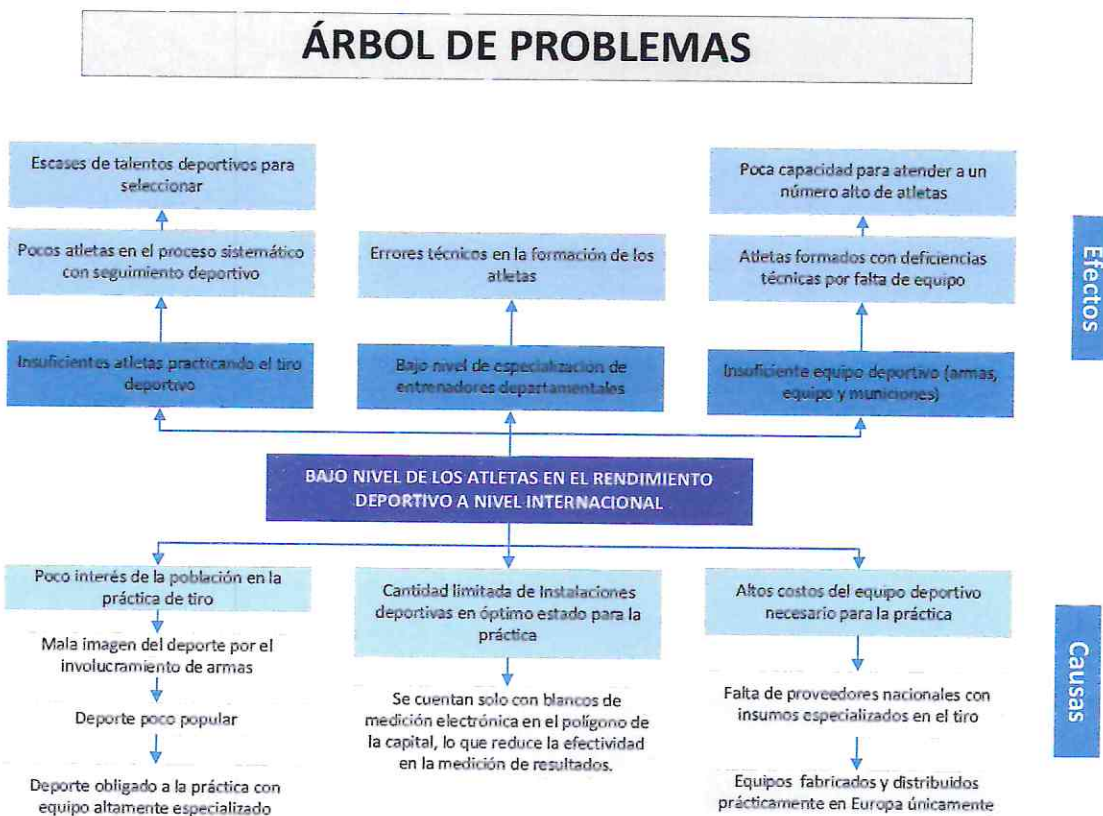 ÁRBOL DE PROBLEMAS
Escases de talentos deportivos para
seleccionar
Poca capacidad para atender a un
número alto de atletas
Pocos atletas en el proceso sistemático
con seguimiento deportivo
Errores técnicos en la formación de los
atletas
Atletas formados con deficiencias
técnicas por falta de equipo
Efectos
Insuficientes atletas practicando el tiro
deportivo
Bajo nivel de especialización de
entrenadores departamentales
Insuficiente equipo deportivo (armas,
equipo y municiones)
BAJO NIVEL DE LOS ATLETAS EN EL RENDIMIENTO
DEPORTIVO A NIVEL INTERNACIONAL
Poco interés de la población en la
práctica de tiro
Cantidad limitada de Instalaciones
deportivas en óptimo estado para la
práctica
Altos costos del equipo deportivo
necesario para la práctica
Mala imagen del deporte por el
involucramiento de armas
Deporte poco popular
Deporte obligado a la práctica con
equipo altamente especializado
Se cuentan solo con blancos de
medición electrónica en el polígono de
la capital, lo que reduce la efectividad
en la medición de resultados.
Falta de proveedores nacionales con
insumos especializados en el tiro
Equipos fabricados y distribuidos
prácticamente en Europa únicamente
Causas